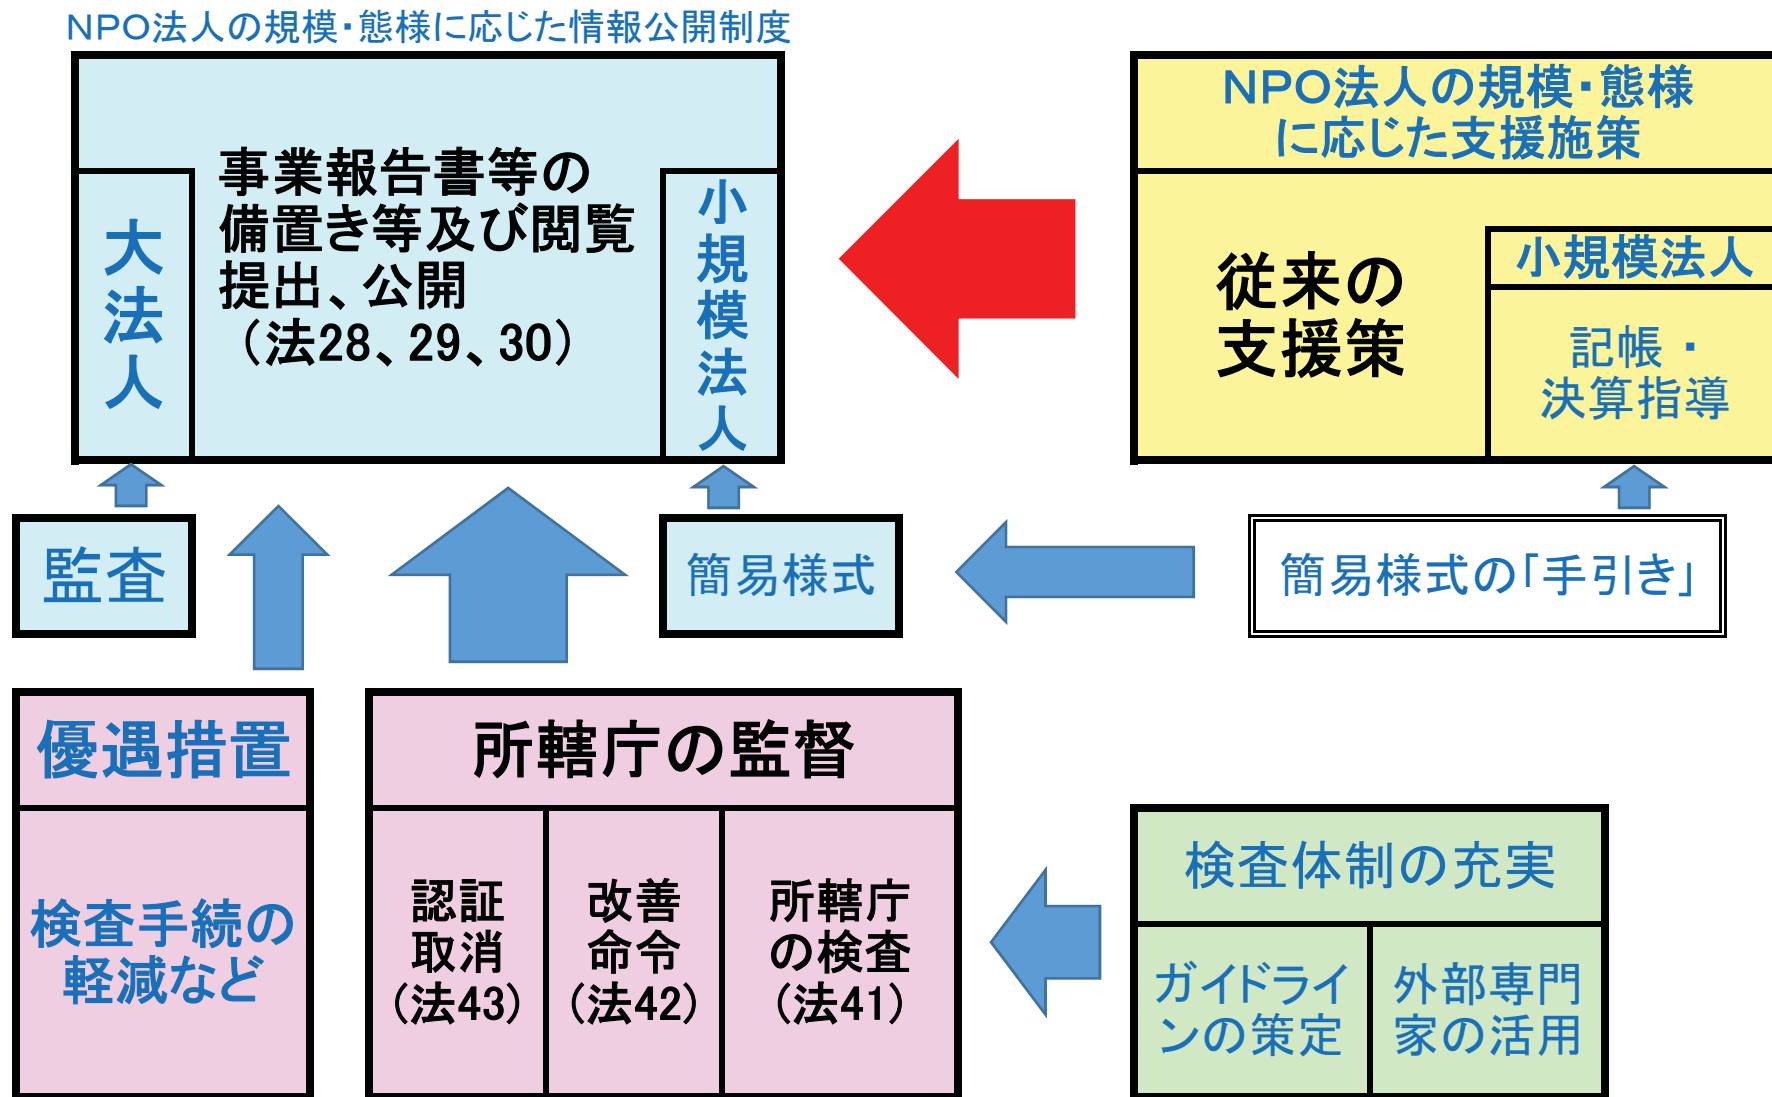 NPO法人の規模・態様に応じた情報公開制度
大法人
事業報告書等の
備置き等及び閲覧
提出、公開
（法28、29、30）
小規模法人
NPO法人の規模・態様
に応じた支援施策
従来の
支援策
小規模法人
記帳・
決算指導
監査
簡易様式
簡易様式の「手引き」
優遇措置
検査手続の
軽減など
所轄庁の監督
認証
取消
（法43）
改善
命令
（法42）
所轄庁
の検査
（法41）
検査体制の充実
ガイドライ
ンの策定
外部専門
家の活用